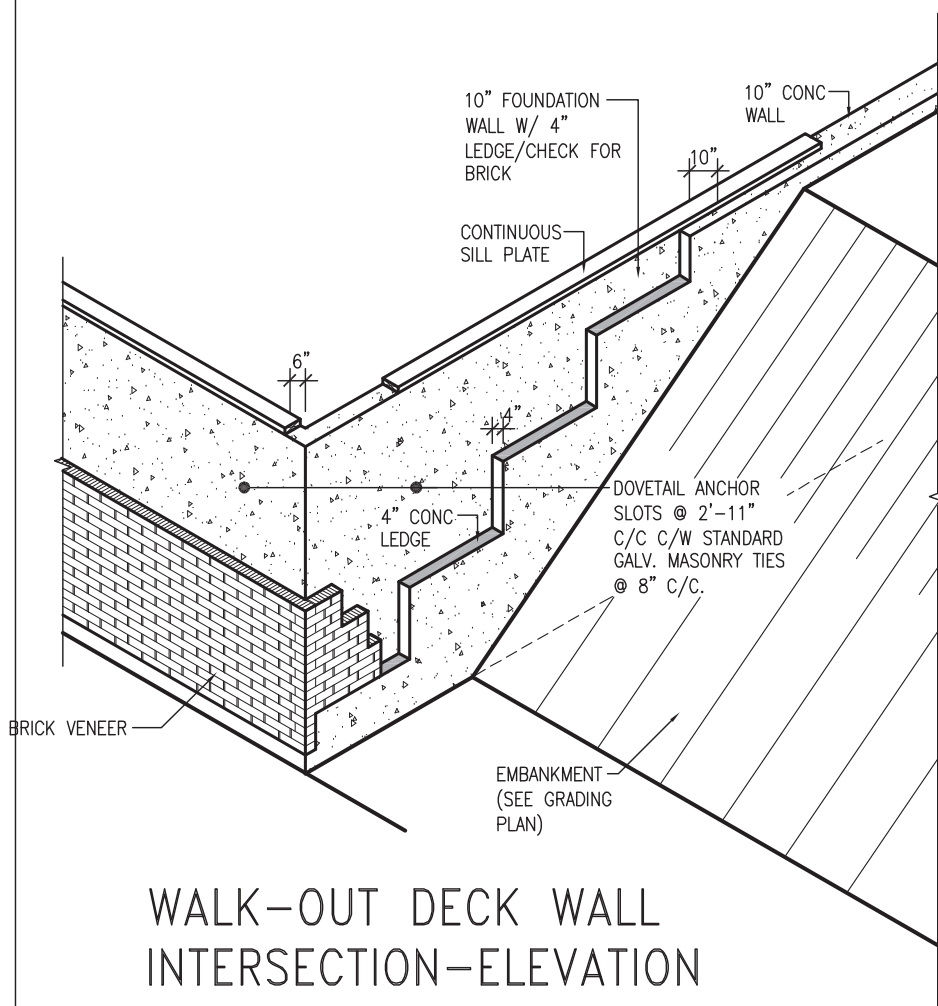 10” FOUNDATION
WALL W/ 4”
LEDGE/CHECK FOR
BRICK
10” CONC
WALL
10”
CONTINUOUS
SILL PLATE
6”
4”
4” CONC
LEDGE
DOVETAIL ANCHOR
SLOTS @ 2'-11”
C/C C/W STANDARD
GALV. MASONRY TIES
@ 8” C/C.
BRICK VENEER
EMBANKMENT
(SEE GRADING
PLAN)
WALK-OUT DECK WALL
INTERSECTION-ELEVATION